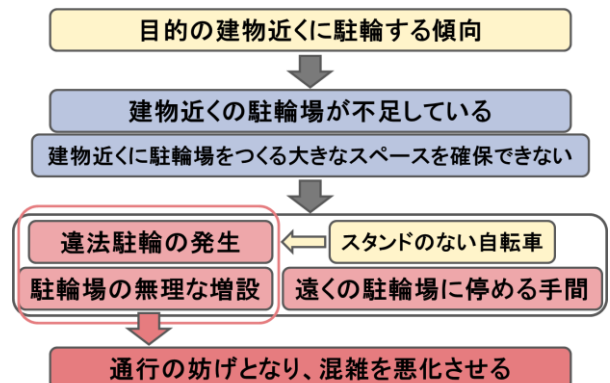 目的の建物近くに駐輪する傾向
建物近くの駐輪場が不足している
建物近くに駐輪場をつくる大きなスペースを確保できない
違法駐輪の発生
スタンドのない自転車
駐輪場の無理な増設
遠くの駐輪場に停める手間
通行の妨げとなり、混雑を悪化させる